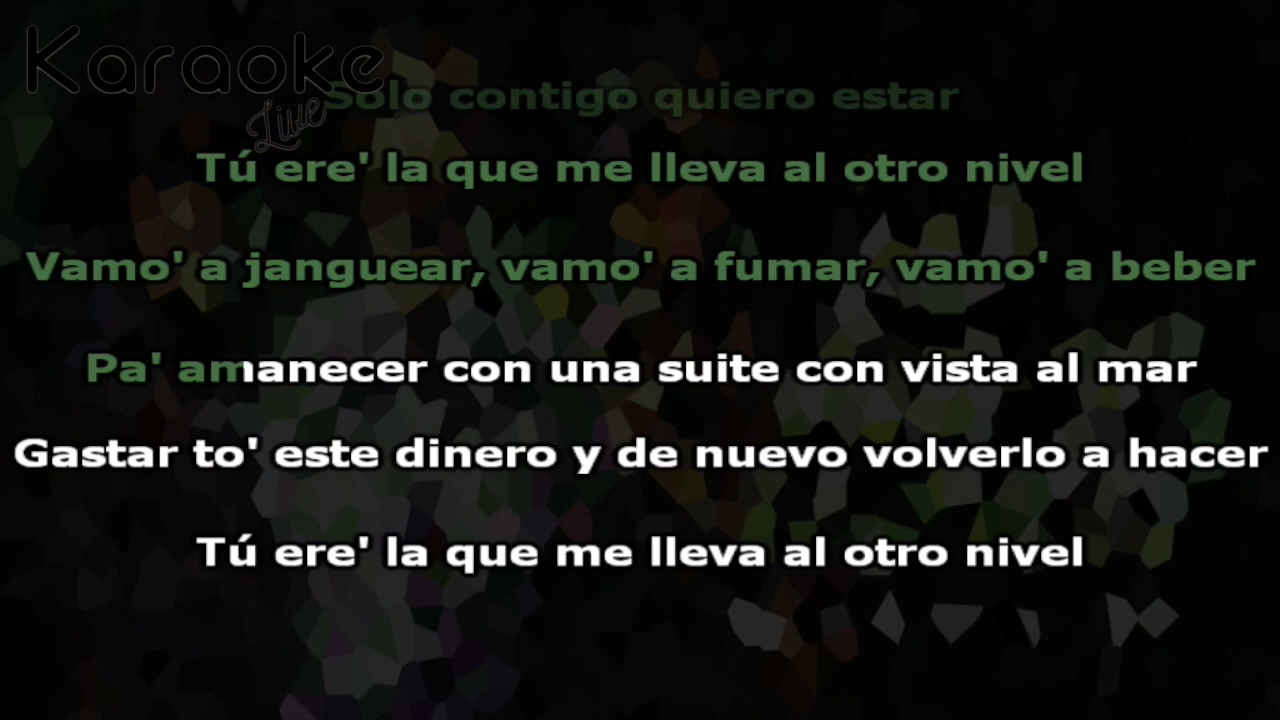 Karaoke
Live
Solo contigo quiero estar
Tú ere' la que me lleva al otro nivel
Vamo' a janguear, vamo' a fumar, vamo' a beber
Pa' amanecer con una suite con vista al mar
Gastar to' este dinero y de nuevo volverlo a hacer
Tú ere' la que me lleva al otro nivel